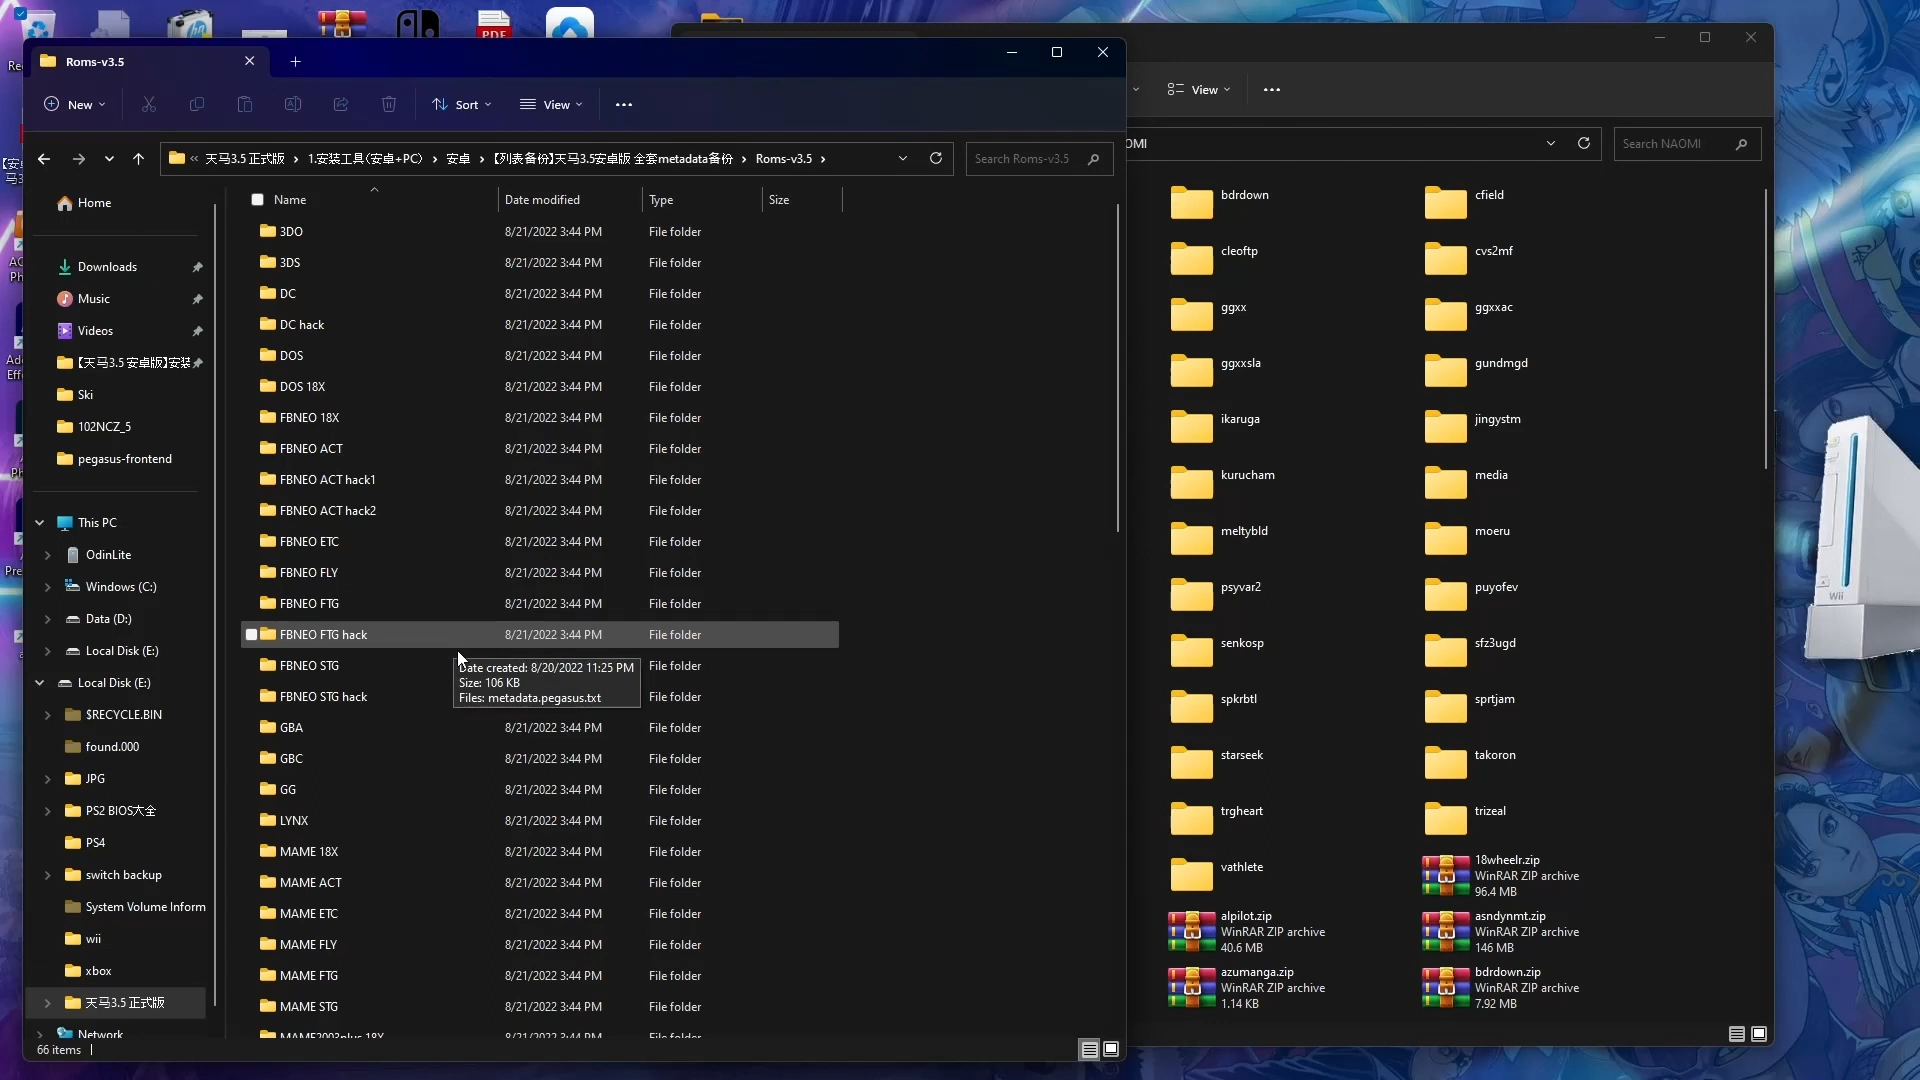 PDF
Roms-v3.5
New
Sort
View
天马3.5 正式版
1.安装工具(安卓+PC)
安卓
【列表备份】天马3.5安卓版 全套metadata备份
Roms-v3.5
Search Roms-v3.5
Home
Downloads
Music
Videos
【天马3.5 安卓版】安装
Ski
102NCZ_5
pegasus-frontend
This PC
OdinLite
Windows (C:)
Data (D:)
Local Disk (E:)
Local Disk (E:)
$RECYCLE.BIN
found.000
JPG
PS2 BIOS大全
PS4
switch backup
System Volume Inform
wii
xbox
天马3.5 正式版
Network
66 items
Name Date modified Type Size
3DO 8/21/2022 3:44 PM File folder
3DS 8/21/2022 3:44 PM File folder
DC 8/21/2022 3:44 PM File folder
DC hack 8/21/2022 3:44 PM File folder
DOS 8/21/2022 3:44 PM File folder
DOS 18X 8/21/2022 3:44 PM File folder
FBNEO 18X 8/21/2022 3:44 PM File folder
FBNEO ACT 8/21/2022 3:44 PM File folder
FBNEO ACT hack1 8/21/2022 3:44 PM File folder
FBNEO ACT hack2 8/21/2022 3:44 PM File folder
FBNEO ETC 8/21/2022 3:44 PM File folder
FBNEO FLY 8/21/2022 3:44 PM File folder
FBNEO FTG 8/21/2022 3:44 PM File folder
FBNEO FTG hack 8/21/2022 3:44 PM File folder
FBNEO STG File folder
Date created: 8/20/2022 11:25 PM
Size: 106 KB
Files: metadata.pegasus.txt
FBNEO STG hack File folder
GBA 8/21/2022 3:44 PM File folder
GBC 8/21/2022 3:44 PM File folder
GG 8/21/2022 3:44 PM File folder
LYNX 8/21/2022 3:44 PM File folder
MAME 18X 8/21/2022 3:44 PM File folder
MAME ACT 8/21/2022 3:44 PM File folder
MAME ETC 8/21/2022 3:44 PM File folder
MAME FLY 8/21/2022 3:44 PM File folder
MAME FTG 8/21/2022 3:44 PM File folder
MAME STG 8/21/2022 3:44 PM File folder
MAME2003plus 18X 8/21/2022 3:44 PM File folder
View
OMI
Search NAOMI
bdrdown cfield
cleoftp cvs2mf
ggxx ggxxac
ggxxsla gundmgd
ikaruga jingystm
kurucham media
meltybld moeru
psyvar2 puyofev
senkosp sfz3ugd
spkrbtl sprtjam
starseek takoron
trgheart trizeal
vathlete
18wheelr.zip
WinRAR ZIP archive
96.4 MB
alpilot.zip
WinRAR ZIP archive
40.6 MB
asndynmt.zip
WinRAR ZIP archive
146 MB
azumanga.zip
WinRAR ZIP archive
1.14 KB
bdrdown.zip
WinRAR ZIP archive
7.92 MB
Wii